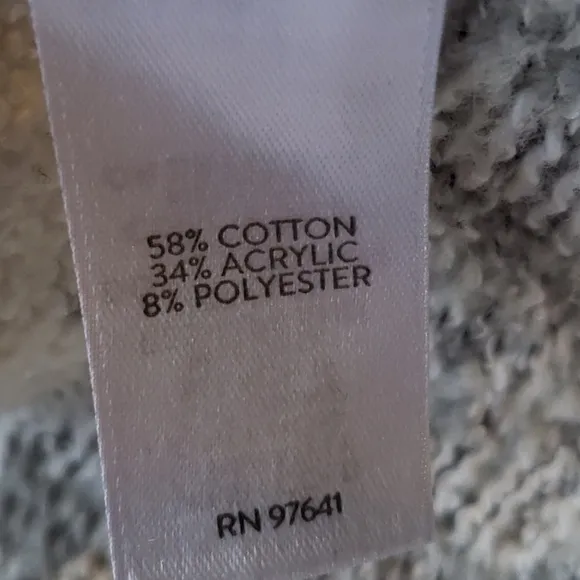 58% COTTON
34% ACRYLIC
8% POLYESTER
RN 97641